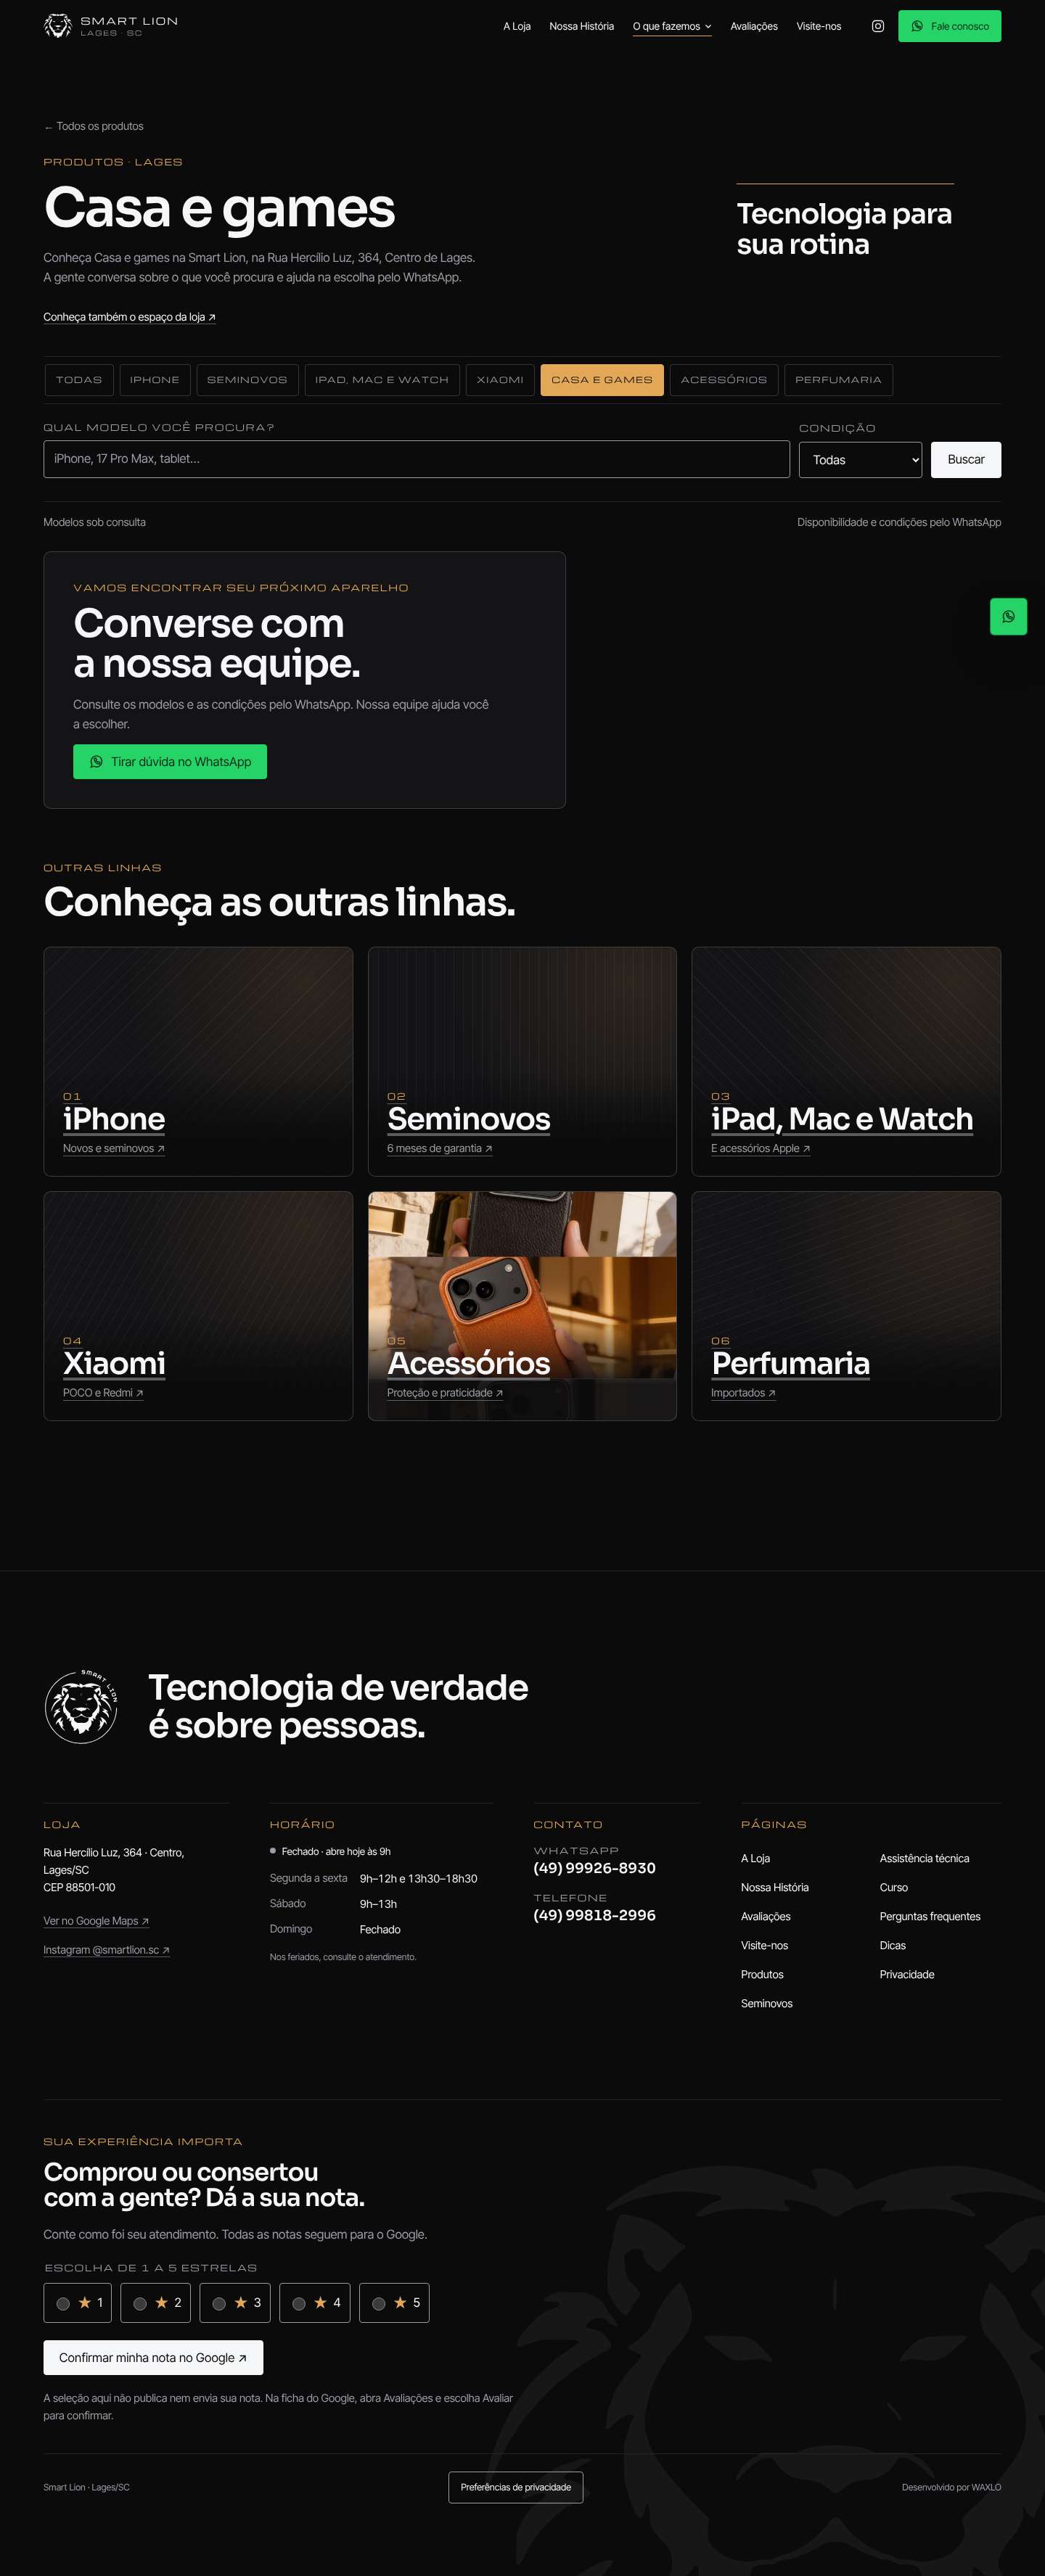 SMART LION
LAGES · SC
A Loja
Nossa História
O que fazemos
Avaliações
Visite-nos
Fale conosco
← Todos os produtos
PRODUTOS · LAGES
Casa e games
Conheça Casa e games na Smart Lion, na Rua Hercílio Luz, 364, Centro de Lages.
A gente conversa sobre o que você procura e ajuda na escolha pelo WhatsApp.
Conheça também o espaço da loja ↗
Tecnologia para
sua rotina
TODAS
IPHONE
SEMINOVOS
IPAD, MAC E WATCH
XIAOMI
CASA E GAMES
ACESSÓRIOS
PERFUMARIA
QUAL MODELO VOCÊ PROCURA?
iPhone, 17 Pro Max, tablet...
CONDIÇÃO
Todas
Buscar
Modelos sob consulta
Disponibilidade e condições pelo WhatsApp
VAMOS ENCONTRAR SEU PRÓXIMO APARELHO
Converse com
a nossa equipe.
Consulte os modelos e as condições pelo WhatsApp. Nossa equipe ajuda você
a escolher.
Tirar dúvida no WhatsApp
OUTRAS LINHAS
Conheça as outras linhas.
01
iPhone
Novos e seminovos ↗
02
Seminovos
6 meses de garantia ↗
03
iPad, Mac e Watch
E acessórios Apple ↗
04
Xiaomi
POCO e Redmi ↗
05
Acessórios
Proteção e praticidade ↗
06
Perfumaria
Importados ↗
SMART LION
Tecnologia de verdade
é sobre pessoas.
LOJA
Rua Hercílio Luz, 364 · Centro,
Lages/SC
CEP 88501-010
Ver no Google Maps ↗
Instagram @smartlion.sc ↗
HORÁRIO
Fechado · abre hoje às 9h
Segunda a sexta 9h–12h e 13h30–18h30
Sábado 9h–13h
Domingo Fechado
Nos feriados, consulte o atendimento.
CONTATO
WHATSAPP
(49) 99926-8930
TELEFONE
(49) 99818-2996
PÁGINAS
A Loja
Nossa História
Avaliações
Visite-nos
Produtos
Seminovos
Assistência técnica
Curso
Perguntas frequentes
Dicas
Privacidade
SUA EXPERIÊNCIA IMPORTA
Comprou ou consertou
com a gente? Dá a sua nota.
Conte como foi seu atendimento. Todas as notas seguem para o Google.
ESCOLHA DE 1 A 5 ESTRELAS
★ 1
★ 2
★ 3
★ 4
★ 5
Confirmar minha nota no Google ↗
A seleção aqui não publica nem envia sua nota. Na ficha do Google, abra Avaliações e escolha Avaliar
para confirmar.
Smart Lion · Lages/SC
Preferências de privacidade
Desenvolvido por WAXLO